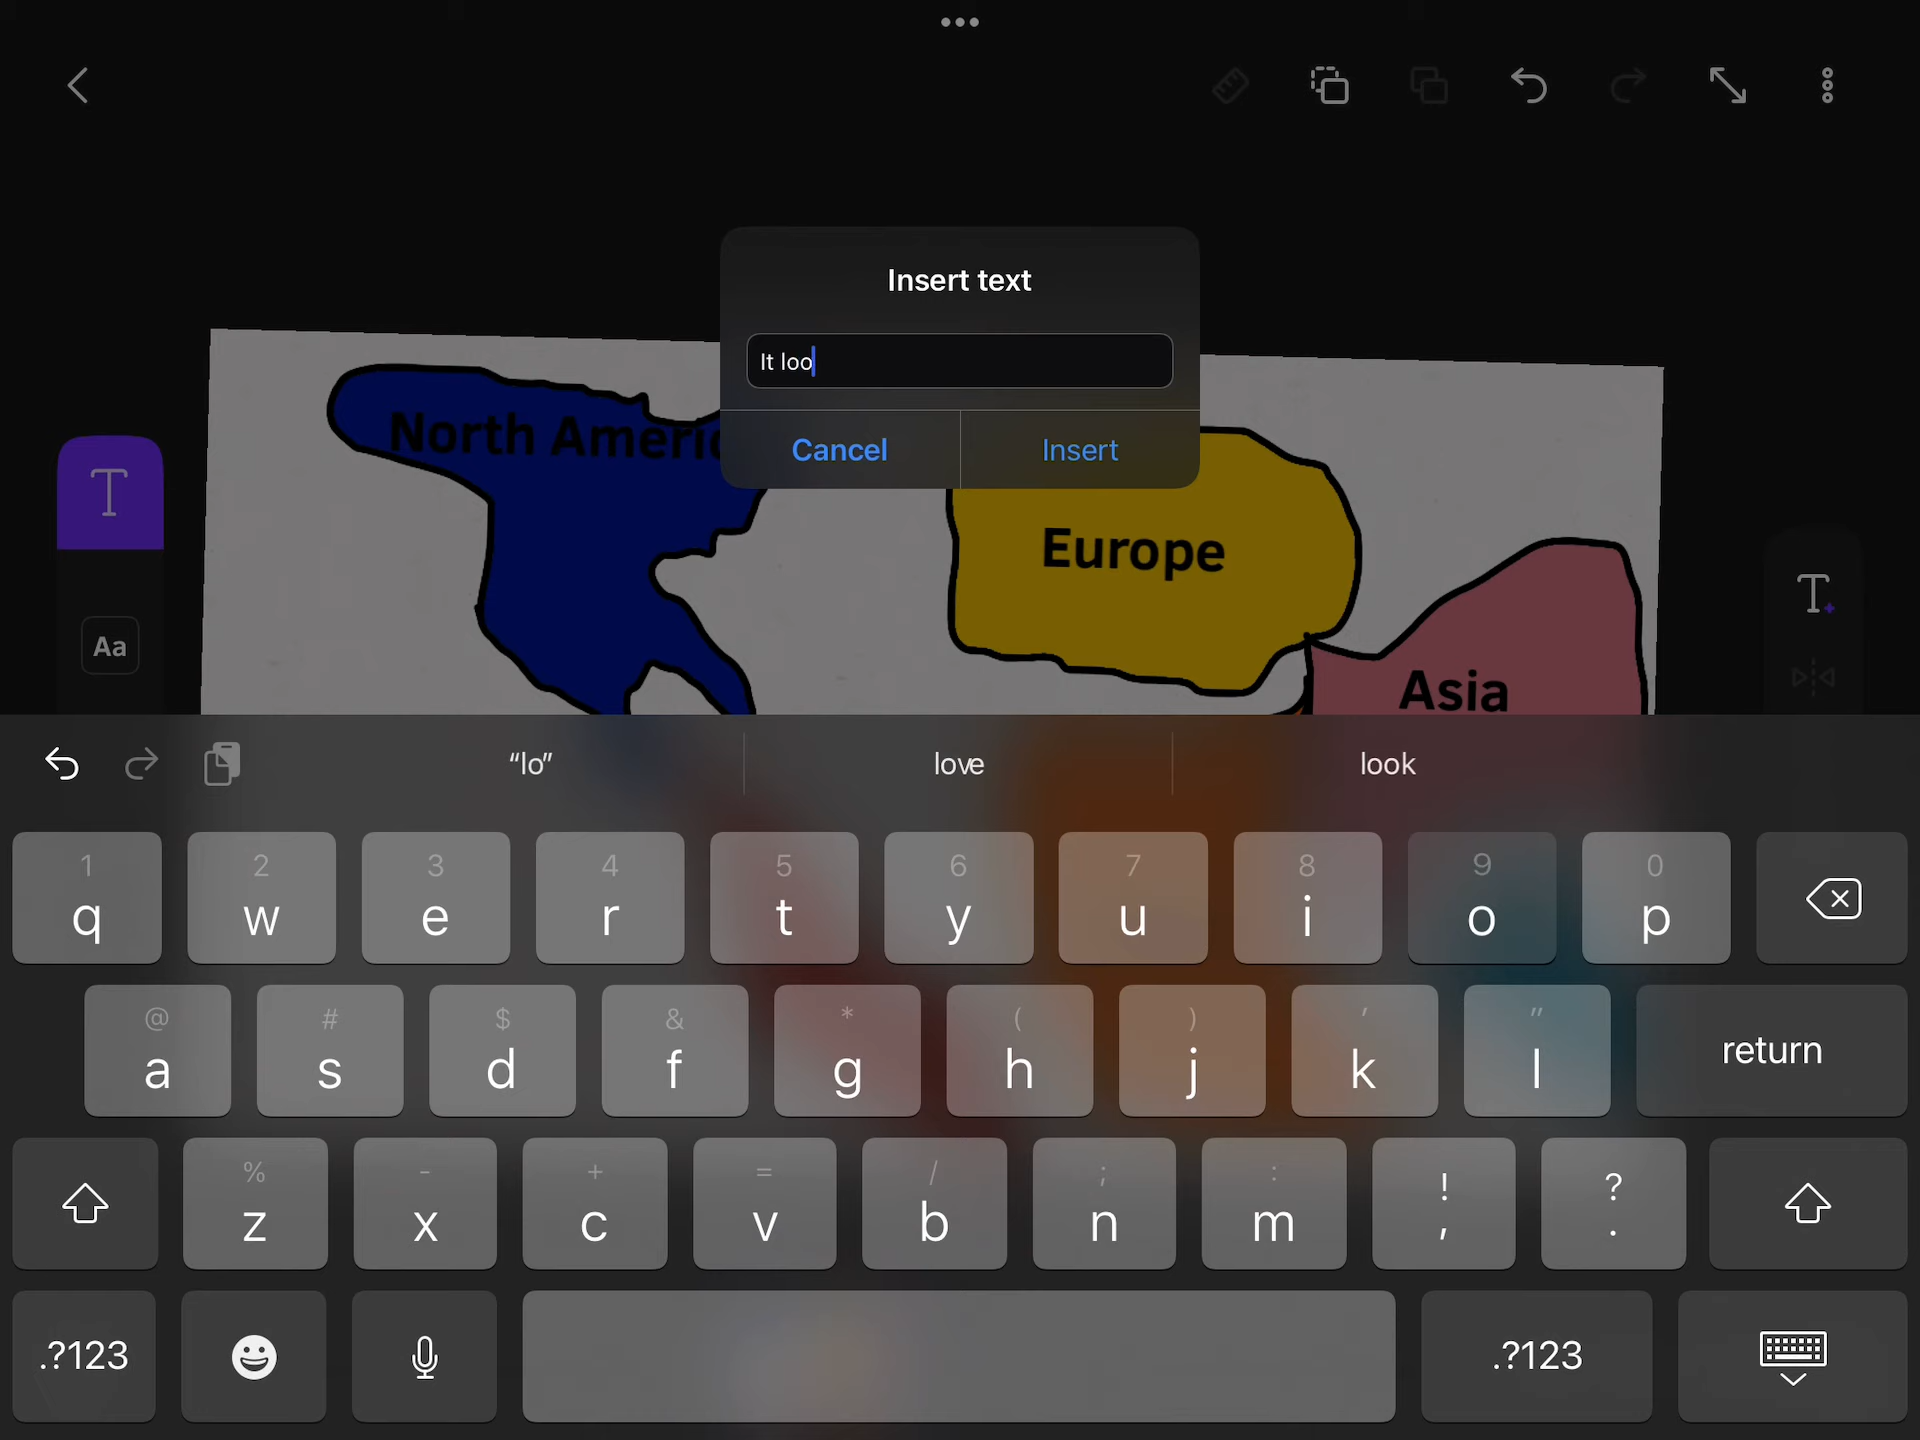 Insert text
It loo
North Americ
Cancel
Insert
Europe
T
Aa
T
Asia
“lo”
love
look
1 2 3 4 5 6 7 8 9 0
q w e r t y u i o p
@ # $ & * ( ) ' "
a s d f g h j k l return
% - + = / ; : ! ?
z x c v b n m , .
.?123
.?123